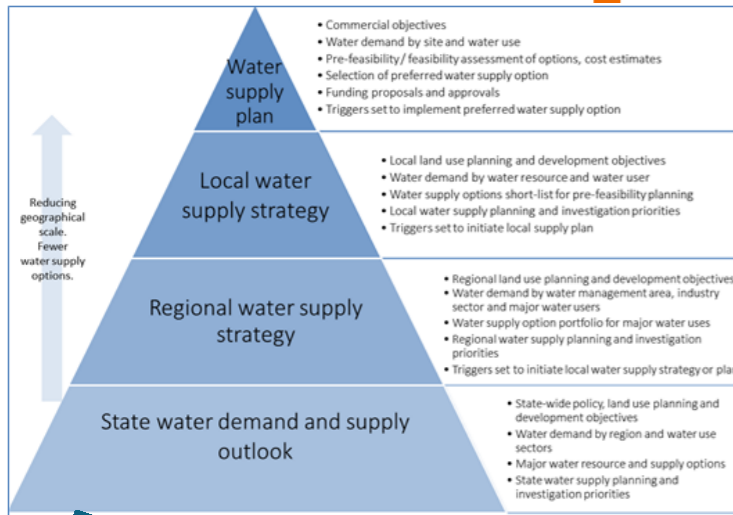 Water
supply
plan
• Commercial objectives
• Water demand by site and water use
• Pre-feasibility/ feasibility assessment of options, cost estimates
• Selection of preferred water supply option
• Funding proposals and approvals
• Triggers set to implement preferred water supply option
Local water
supply strategy
• Local land use planning and development objectives
• Water demand by water resource and water user
• Water supply options short-list for pre-feasibility planning
• Local water supply planning and investigation priorities
• Triggers set to initiate local supply plan
Reducing
geographical
scale.
Fewer
water supply
options.
Regional water supply
strategy
• Regional land use planning and development objectives
• Water demand by water management area, industry
sector and major water users
• Water supply option portfolio for major water uses
• Regional water supply planning and investigation
priorities
• Triggers set to initiate local water supply strategy or plan
State water demand and supply
outlook
• State-wide policy, land use planning and
development objectives
• Water demand by region and water use
sectors
• Major water resource and supply options
• State water supply planning and
investigation priorities